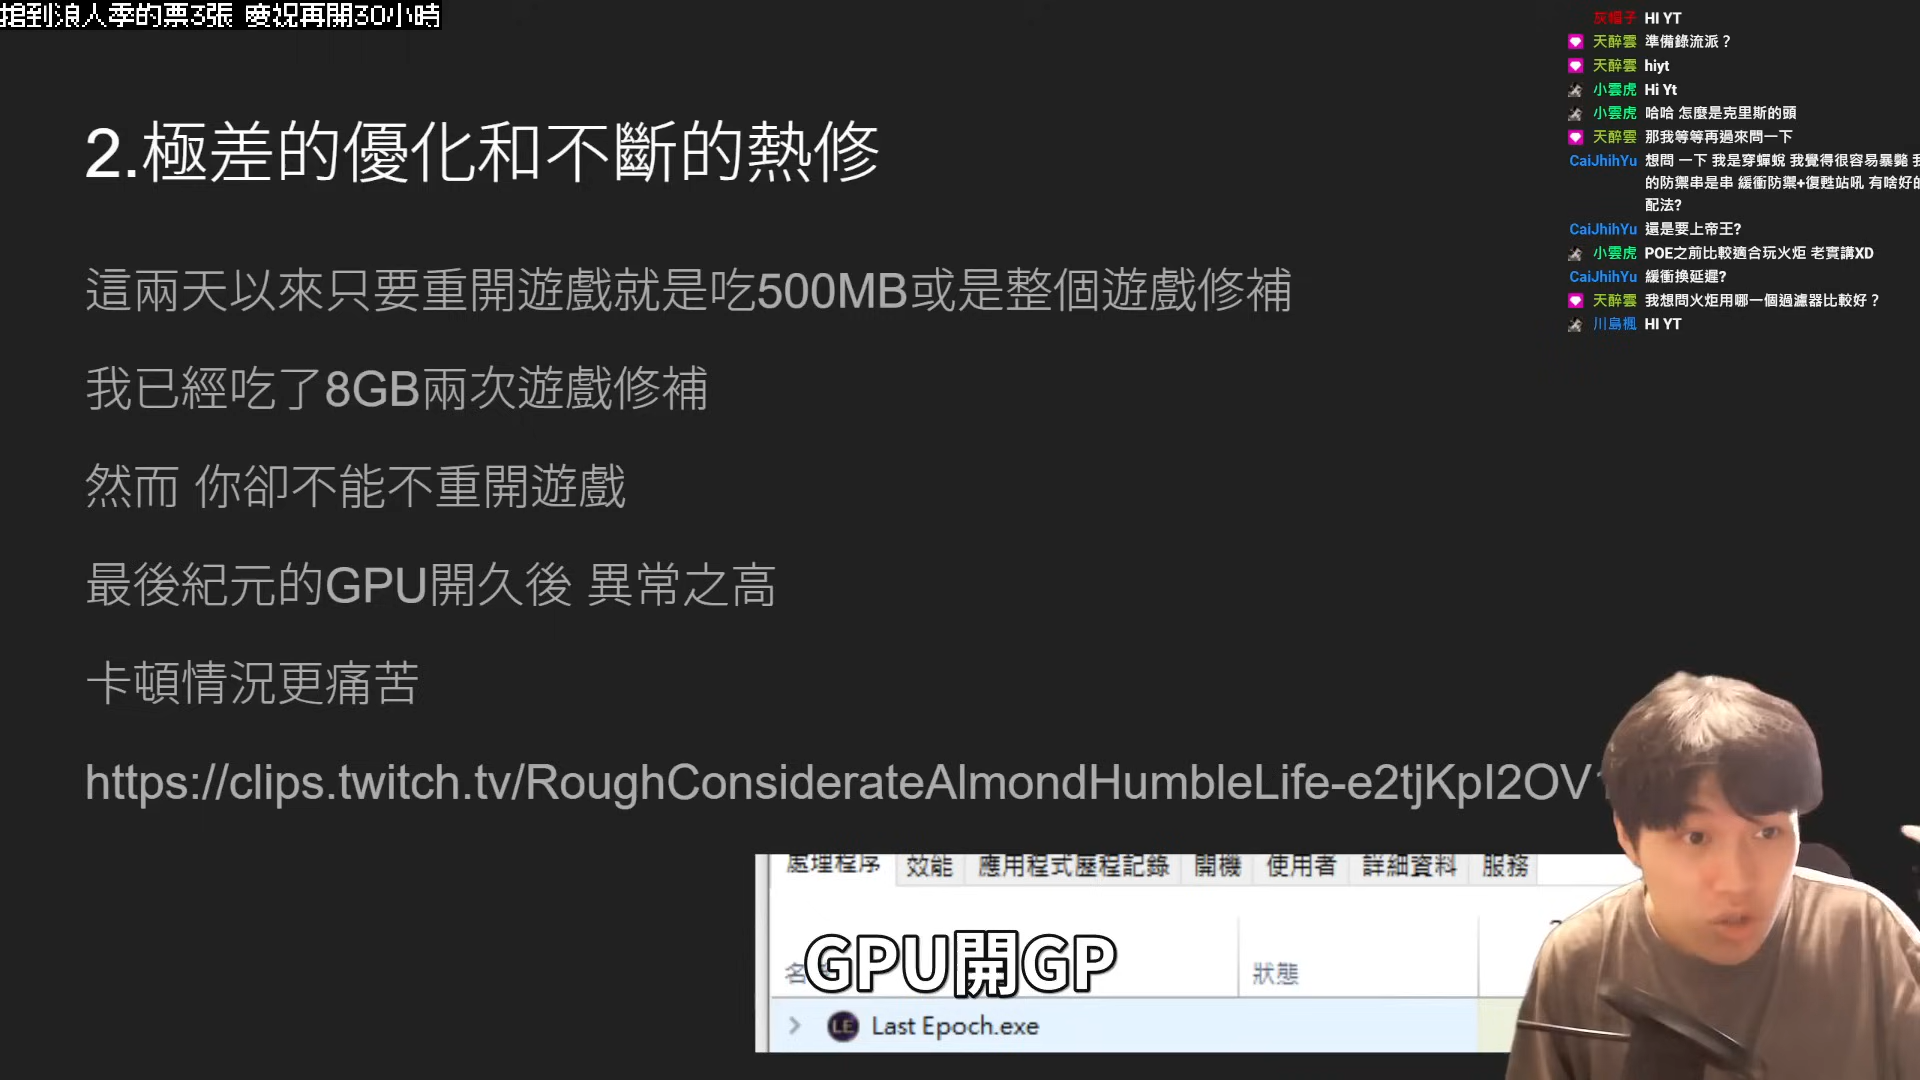 搶到浪人季的票3張 慶祝再開30小時
2.極差的優化和不斷的熱修
這兩天以來只要重開遊戲就是吃500MB或是整個遊戲修補
我已經吃了8GB兩次遊戲修補
然而 你卻不能不重開遊戲
最後紀元的GPU開久後 異常之高
卡頓情況更痛苦
https://clips.twitch.tv/RoughConsiderateAlmondHumbleLife-e2tjKpI2OV
處理程序 效能 應用程式歷程記錄 開機 使用者 詳細資料 服務
名 狀態
GPU開GP
LE Last Epoch.exe
灰帽子 HI YT
天醉雲 準備錄流派？
天醉雲 hiyt
小雲虎 Hi Yt
小雲虎 哈哈 怎麼是克里斯的頭
天醉雲 那我等等再過來問一下
CaiJhihYu 想問 一下 我是穿蟬蛻 我覺得很容易暴斃
的防禦串是串 緩衝防禦+復甦站吼 有啥好的
配法?
CaiJhihYu 還是要上帝王?
小雲虎 POE之前比較適合玩火炬 老實講XD
CaiJhihYu 緩衝換延遲?
天醉雲 我想問火炬用哪一個過濾器比較好？
川島楓 HI YT